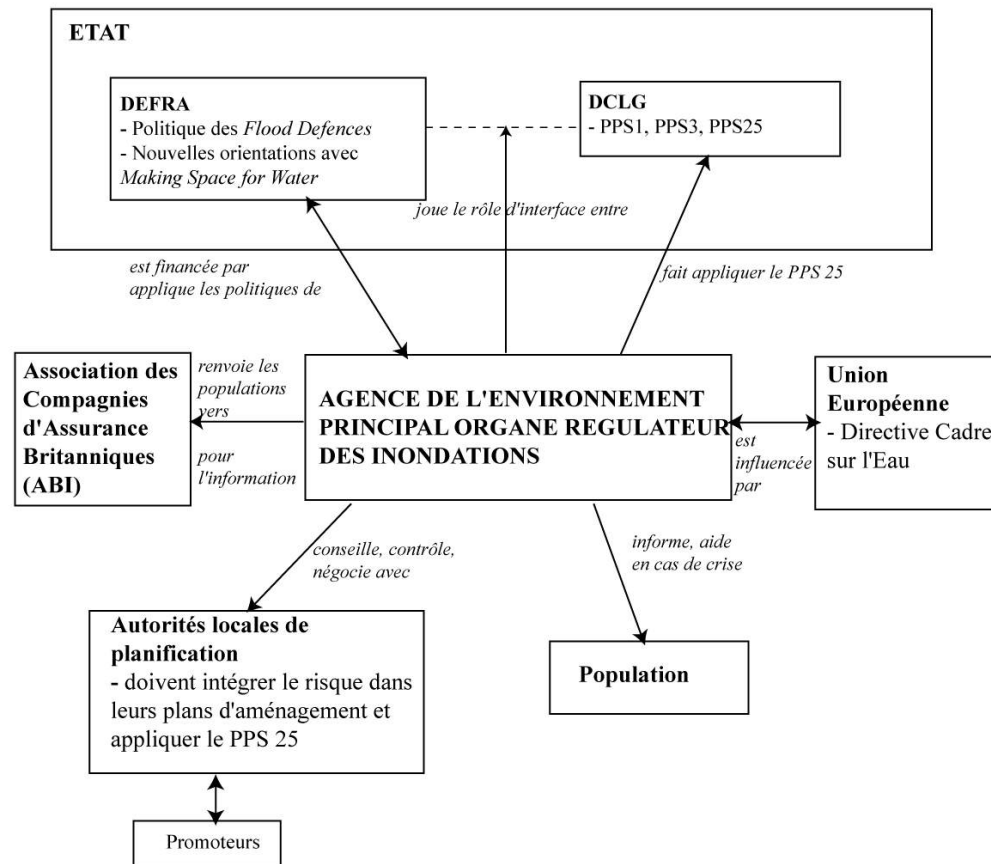 ETAT
DEFRA
- Politique des Flood Defences
- Nouvelles orientations avec
Making Space for Water
DCLG
- PPS1, PPS3, PPS25
joue le rôle d'interface entre
est financée par
applique les politiques de
fait appliquer le PPS 25
Association des
Compagnies
d'Assurance
Britanniques
(ABI)
renvoie les
populations
vers
pour
l'information
AGENCE DE L'ENVIRONNEMENT
PRINCIPAL ORGANE REGULATEUR
DES INONDATIONS
est
influencée
par
Union
Européenne
- Directive Cadre
sur l'Eau
conseille, contrôle,
négocie avec
informe, aide
en cas de crise
Autorités locales de
planification
- doivent intégrer le risque dans
leurs plans d'aménagement et
appliquer le PPS 25
Population
Promoteurs